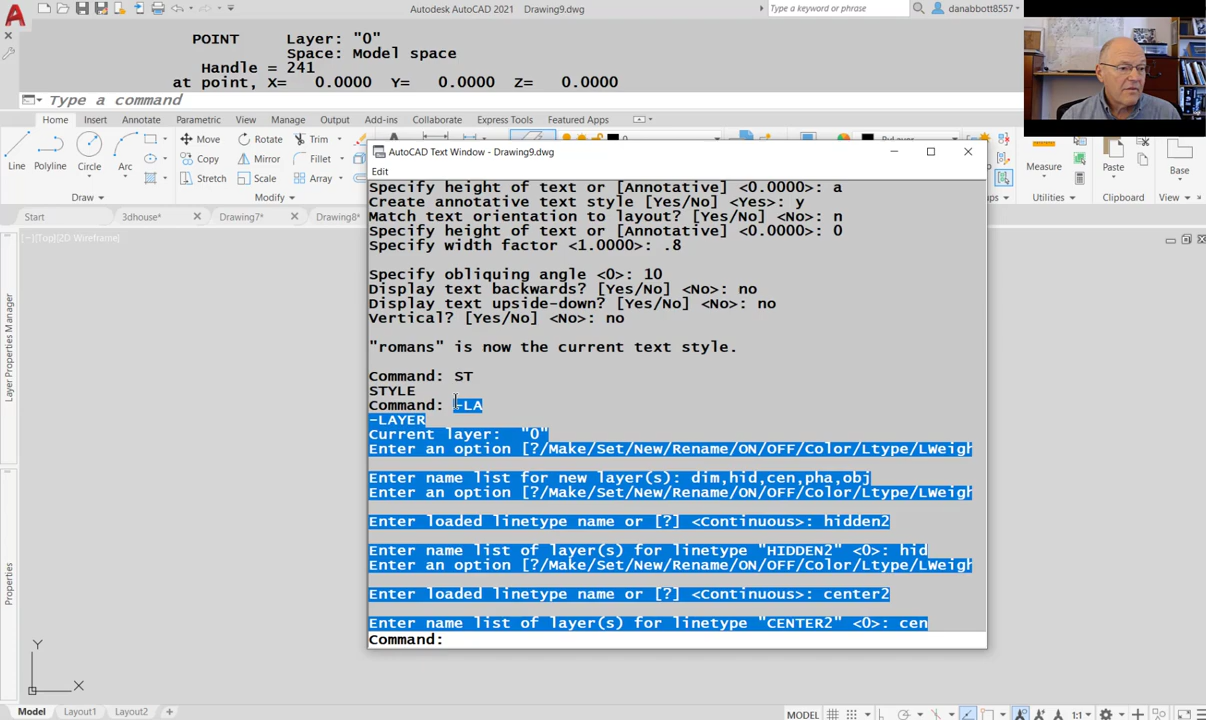 Autodesk AutoCAD 2021 Drawing9.dwg
Type a keyword or phrase
danabbott8557
POINT Layer: "0"
Space: Model space
Handle = 241
at point, X= 0.0000 Y= 0.0000 Z= 0.0000
Type a command
Home Insert Annotate Parametric View Manage Output Add-ins Collaborate Express Tools Featured Apps
Line Polyline Circle Arc
Move Rotate Trim
Copy Mirror Fillet
Stretch Scale Array
Draw Modify
Measure
Paste
Base
Groups Utilities Clipboard View
Start 3dhouse* Drawing7* Drawing8*
[−][Top][2D Wireframe]
Layer Properties Manager
Properties
AutoCAD Text Window - Drawing9.dwg
Edit
Specify height of text or [Annotative] <0.0000>: a
Create annotative text style [Yes/No] <Yes>: y
Match text orientation to layout? [Yes/No] <No>: n
Specify height of text or [Annotative] <0.0000>: 0
Specify width factor <1.0000>: .8
Specify obliquing angle <0>: 10
Display text backwards? [Yes/No] <No>: no
Display text upside-down? [Yes/No] <No>: no
Vertical? [Yes/No] <No>: no
"romans" is now the current text style.
Command: ST
STYLE
Command: -LA
-LAYER
Current layer: "0"
Enter an option [?/Make/Set/New/Rename/ON/OFF/Color/Ltype/LWeigh
Enter name list for new layer(s): dim,hid,cen,pha,obj
Enter an option [?/Make/Set/New/Rename/ON/OFF/Color/Ltype/LWeigh
Enter loaded linetype name or [?] <Continuous>: hidden2
Enter name list of layer(s) for linetype "HIDDEN2" <0>: hid
Enter an option [?/Make/Set/New/Rename/ON/OFF/Color/Ltype/LWeigh
Enter loaded linetype name or [?] <Continuous>: center2
Enter name list of layer(s) for linetype "CENTER2" <0>: cen
Command:
Y
X
Model Layout1 Layout2
MODEL
1:1